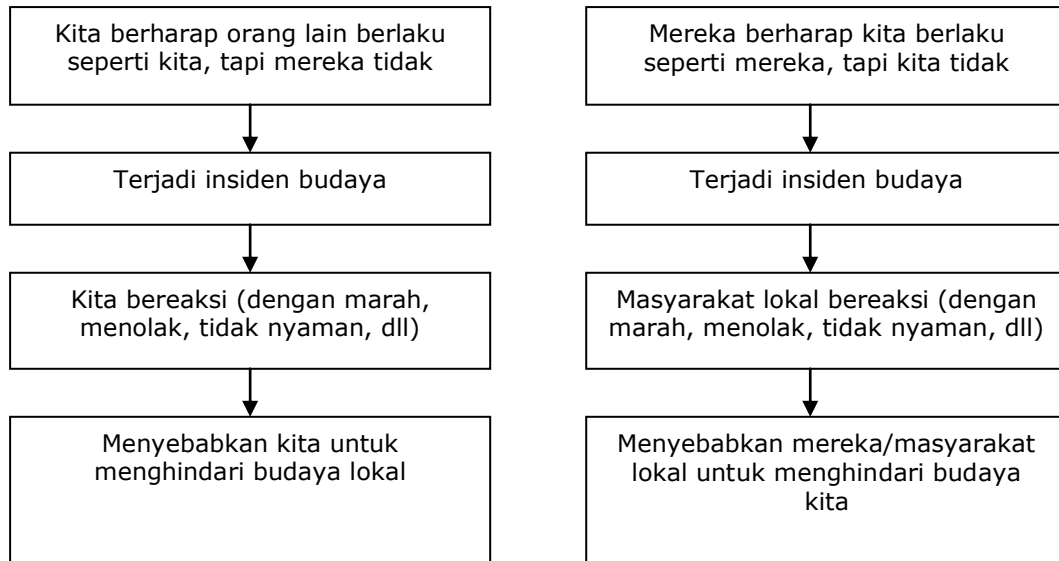 Kita berharap orang lain berlaku
seperti kita, tapi mereka tidak
Terjadi insiden budaya
Kita bereaksi (dengan marah,
menolak, tidak nyaman, dll)
Menyebabkan kita untuk
menghindari budaya lokal
Mereka berharap kita berlaku
seperti mereka, tapi kita tidak
Terjadi insiden budaya
Masyarakat lokal bereaksi (dengan
marah, menolak, tidak nyaman, dll)
Menyebabkan mereka/masyarakat
lokal untuk menghindari budaya
kita